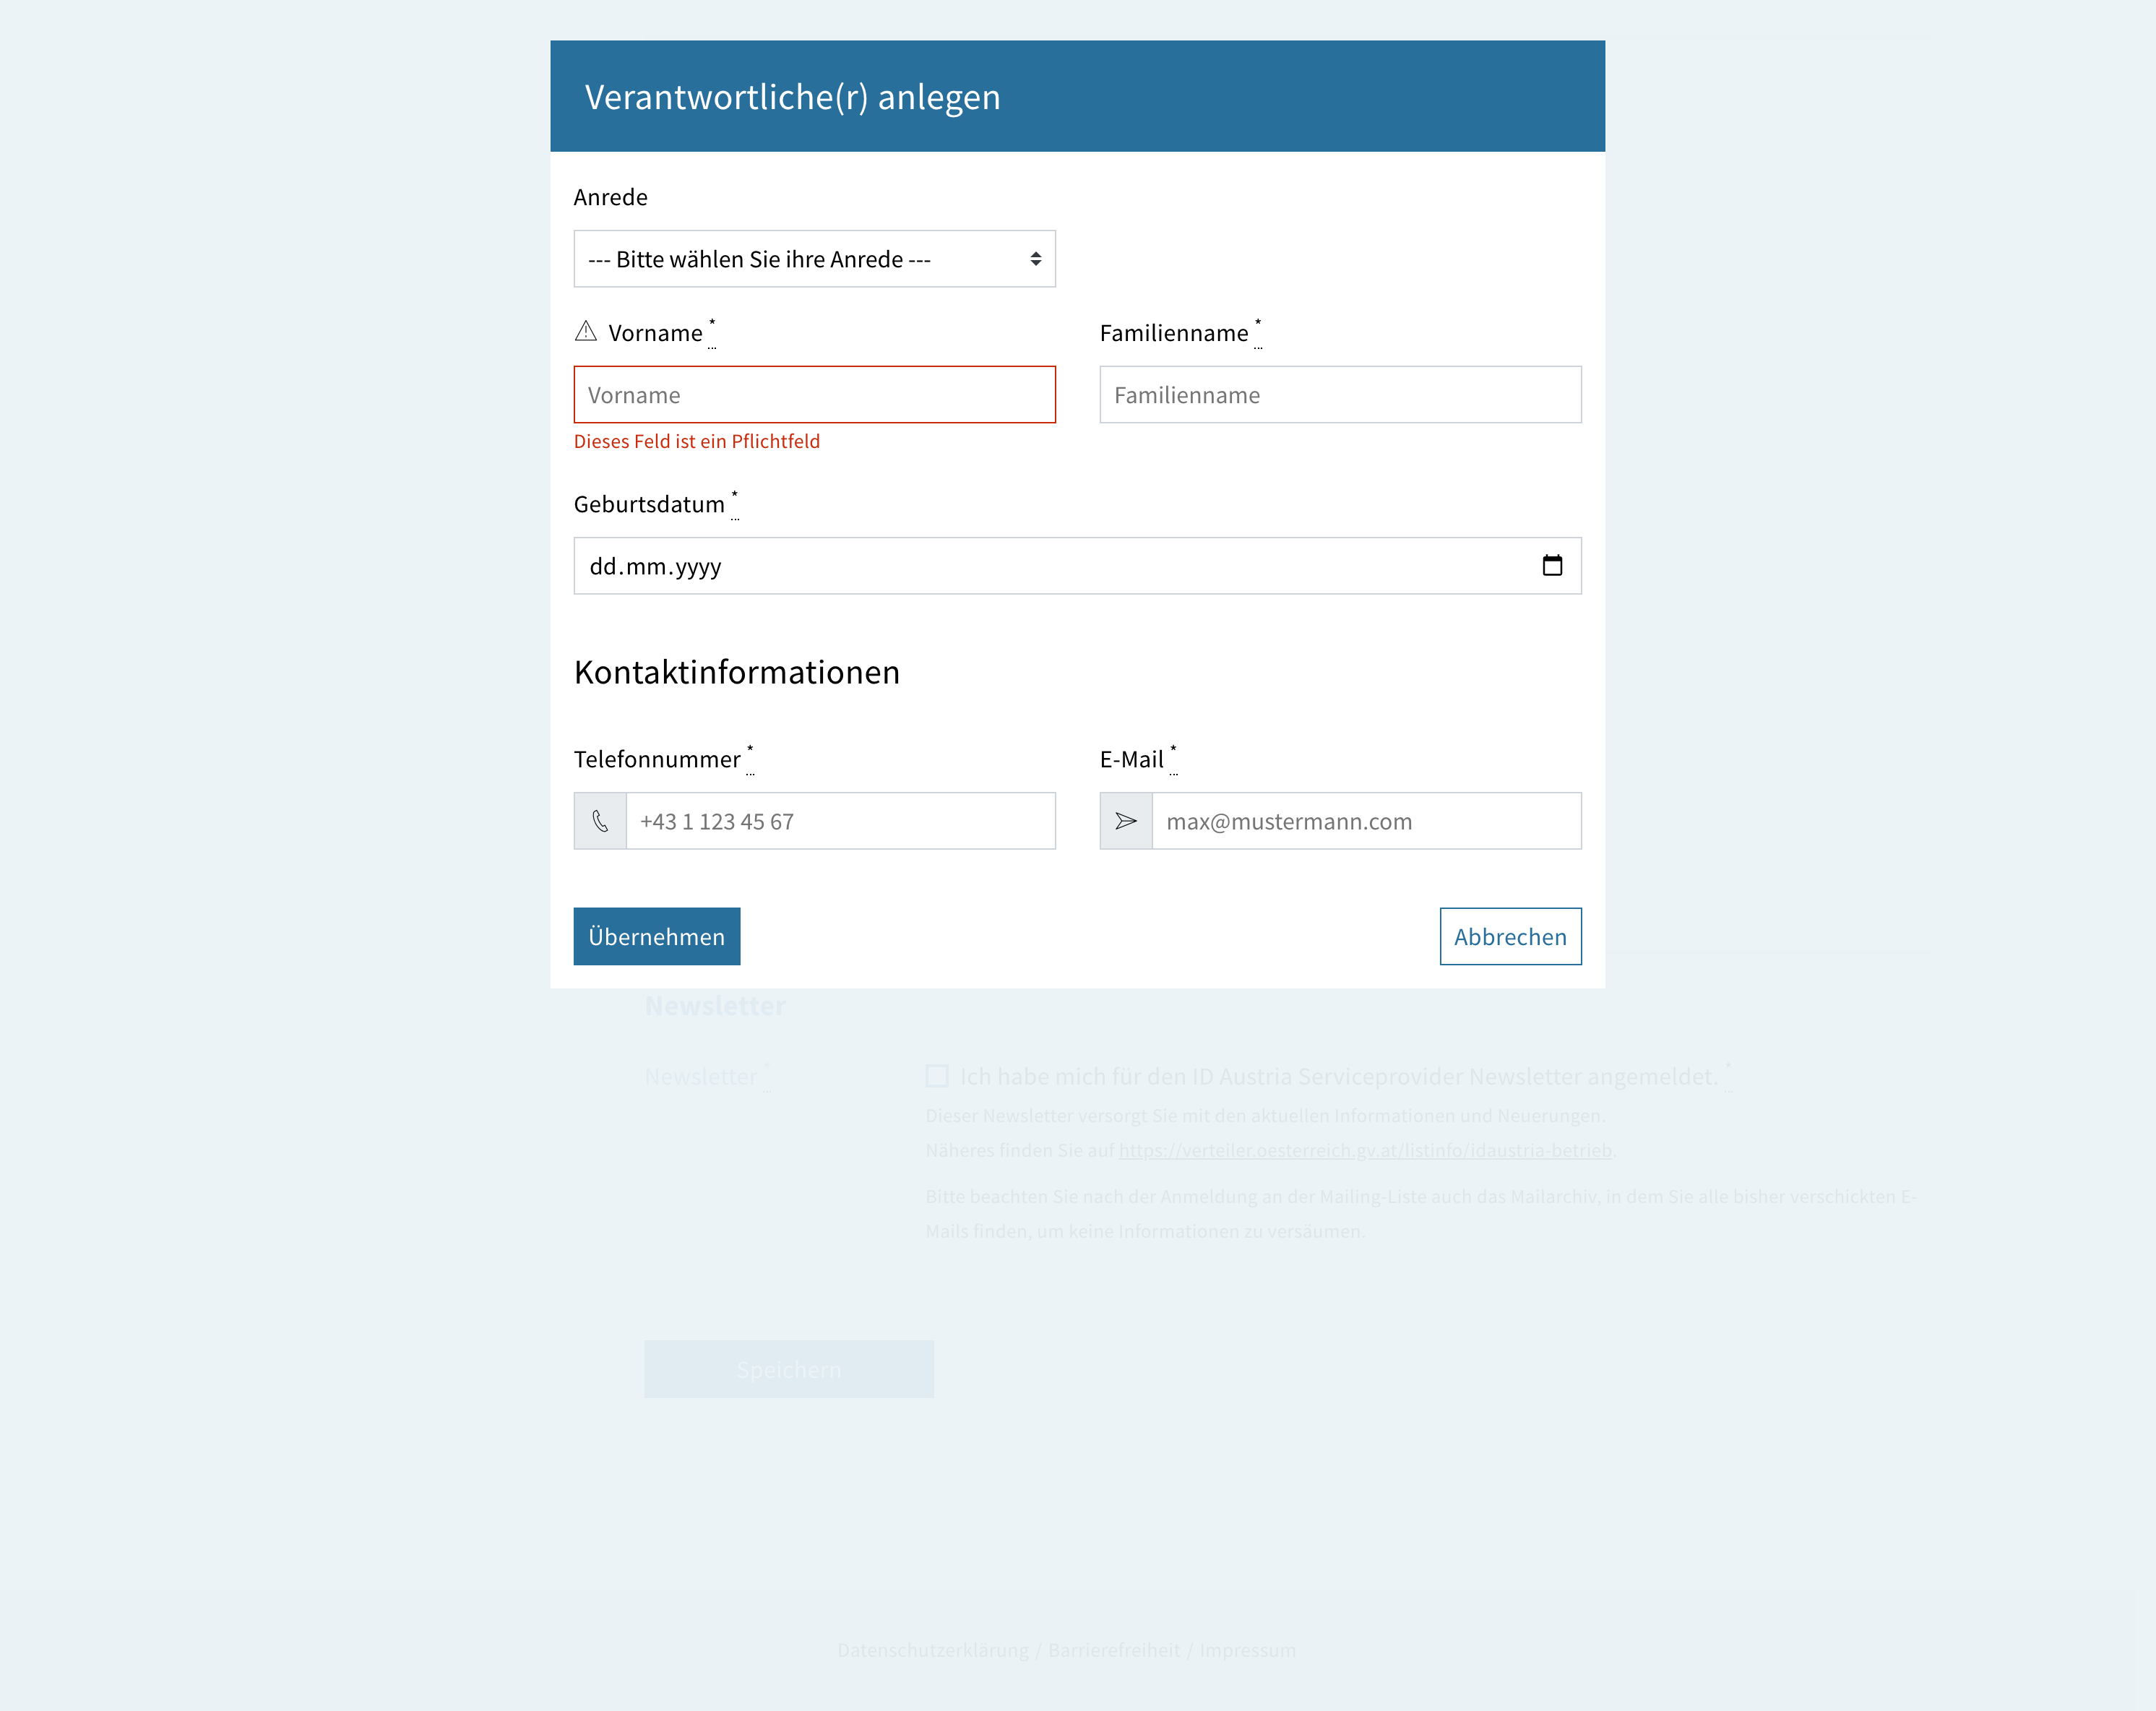 Verantwortliche(r) anlegen
Anrede
--- Bitte wählen Sie ihre Anrede ---
Vorname *
Familienname *
Vorname
Familienname
Dieses Feld ist ein Pflichtfeld
Geburtsdatum *
dd.mm.yyyy
Kontaktinformationen
Telefonnummer *
E-Mail *
+43 1 123 45 67
max@mustermann.com
Übernehmen
Abbrechen
Newsletter
Newsletter *
Ich habe mich für den ID Austria Serviceprovider Newsletter angemeldet. *
Dieser Newsletter versorgt Sie mit den aktuellen Informationen und Neuerungen.
Näheres finden Sie auf https://verteiler.oesterreich.gv.at/listinfo/idaustria-betrieb.
Bitte beachten Sie nach der Anmeldung an der Mailing-Liste auch das Mailarchiv, in dem Sie alle bisher verschickten E-
Mails finden, um keine Informationen zu versäumen.
Speichern
Datenschutzerklärung / Barrierefreiheit / Impressum